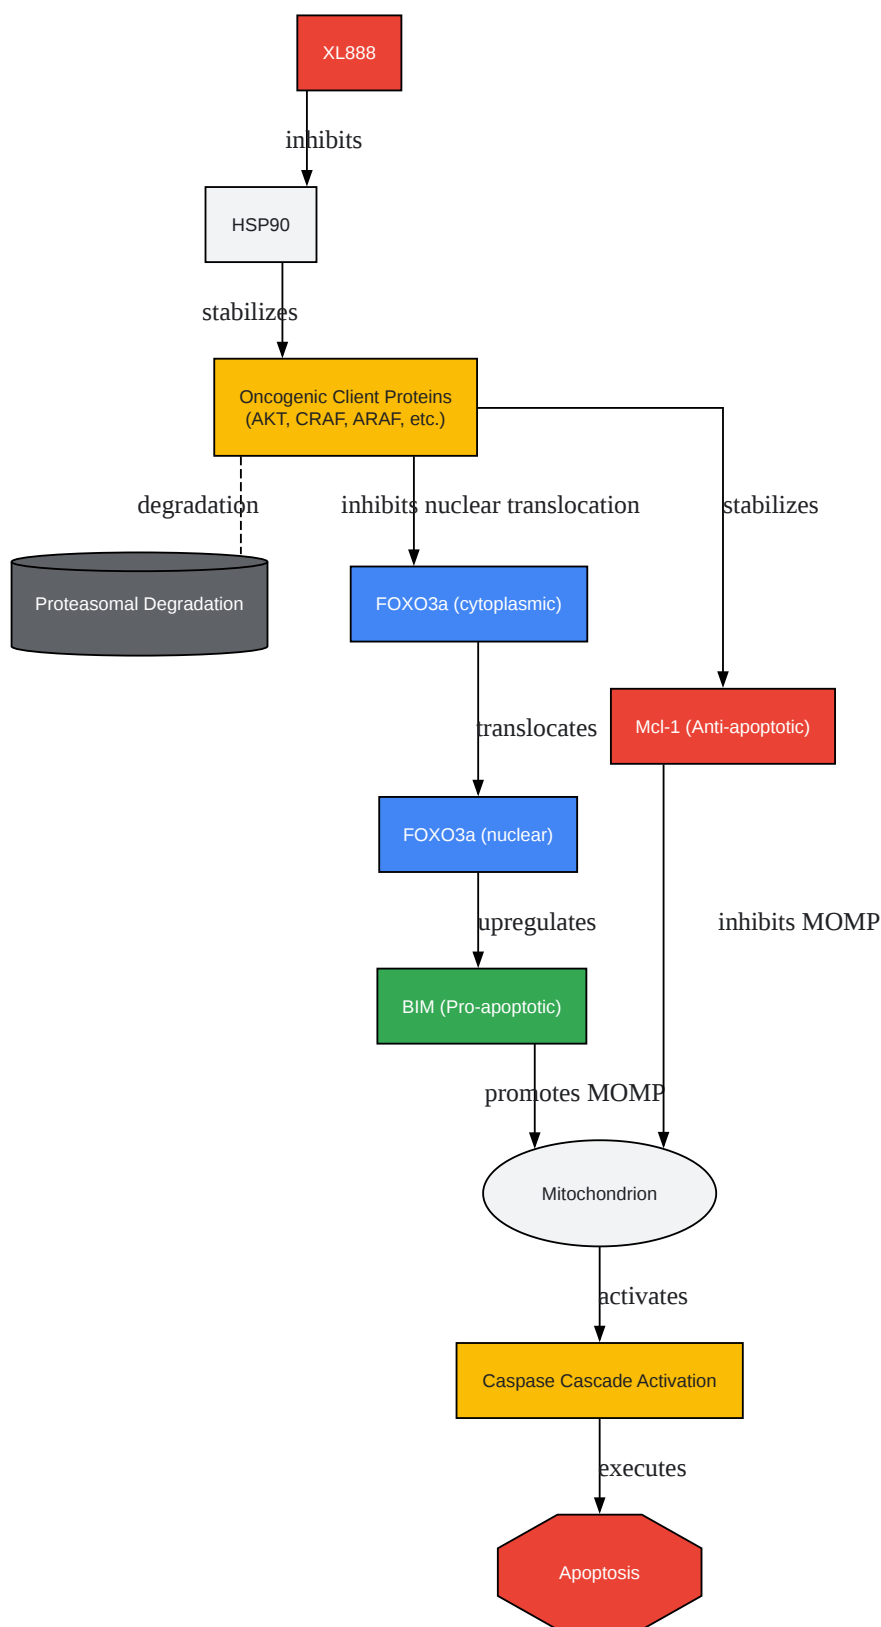 XL888
inhibits
HSP90
stabilizes
Oncogenic Client Proteins
(AKT, CRAF, ARAF, etc.)
degradation
inhibits nuclear translocation
stabilizes
Proteasomal Degradation
FOXO3a (cytoplasmic)
translocates
Mcl-1 (Anti-apoptotic)
FOXO3a (nuclear)
upregulates
inhibits MOMP
BIM (Pro-apoptotic)
promotes MOMP
Mitochondrion
activates
Caspase Cascade Activation
executes
Apoptosis